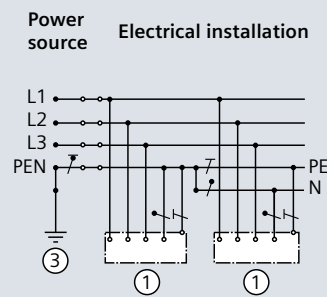 Power
source
Electrical installation
L1
L2
L3
PEN
PE
N
3
1
1